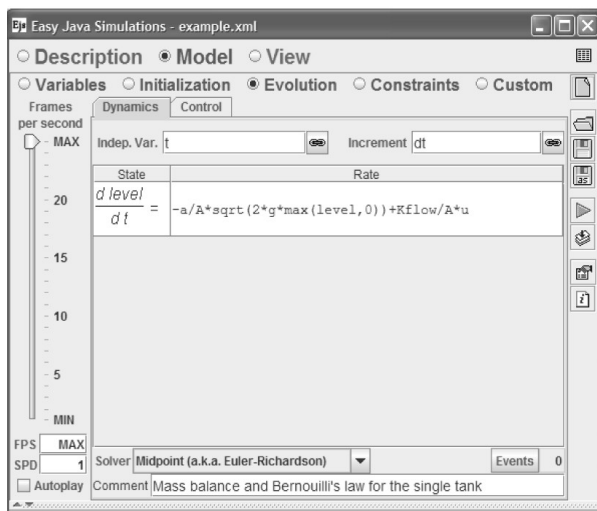 Ejs Easy Java Simulations - example.xml
Description Model View
Variables Initialization Evolution Constraints Custom
Frames per second
MAX
20
15
10
5
MIN
FPS MAX
SPD 1
Autoplay
Dynamics Control
Indep. Var. t Increment dt
State Rate
d level
d t
= -a/A*sqrt(2*g*max(level,0))+Kflow/A*u
Solver Midpoint (a.k.a. Euler-Richardson) Events 0
Comment Mass balance and Bernouilli's law for the single tank
as
i